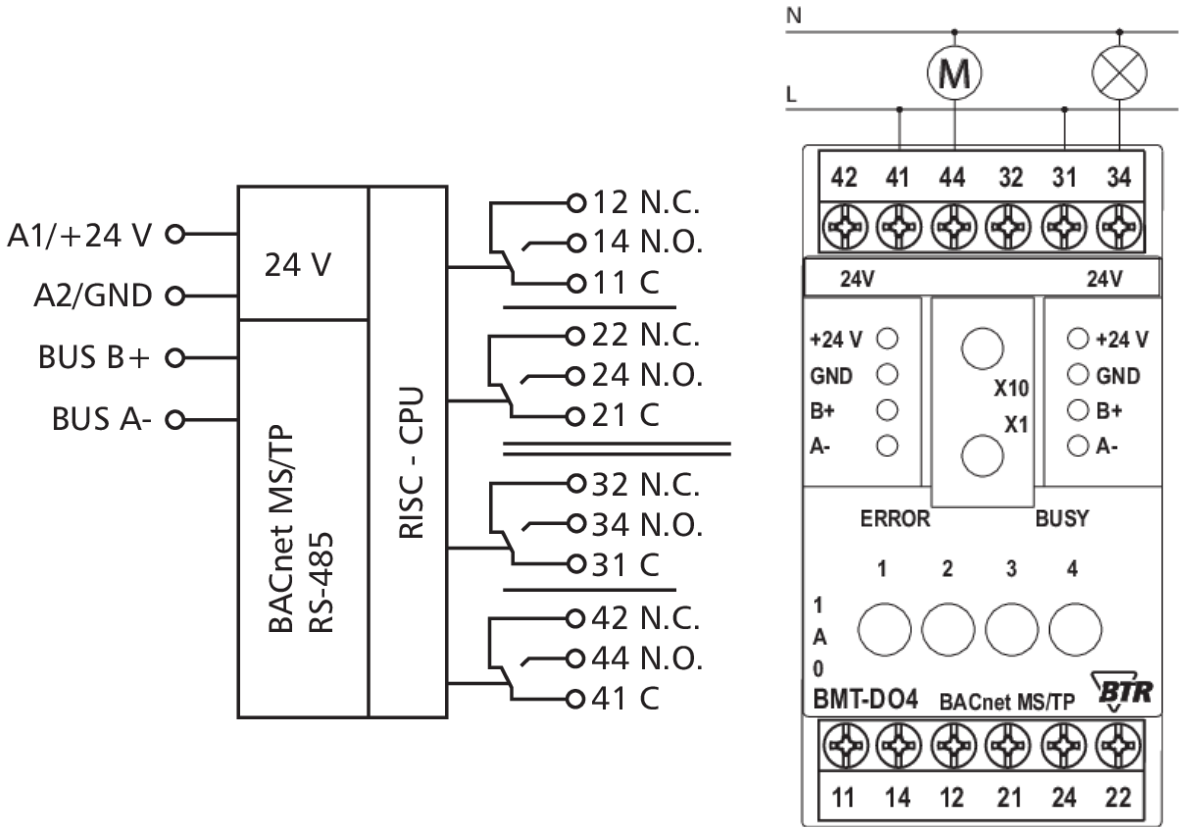 A1/+24 V
A2/GND
BUS B+
BUS A-
24 V
BACnet MS/TP
RS-485
RISC - CPU
12 N.C.
14 N.O.
11 C
22 N.C.
24 N.O.
21 C
32 N.C.
34 N.O.
31 C
42 N.C.
44 N.O.
41 C
N
M
L
42 41 44 32 31 34
24V 24V
+24 V +24 V
GND GND
X10
B+ B+
X1
A- A-
ERROR BUSY
1 2 3 4
1
A
0
BMT-DO4 BACnet MS/TP BTR
11 14 12 21 24 22